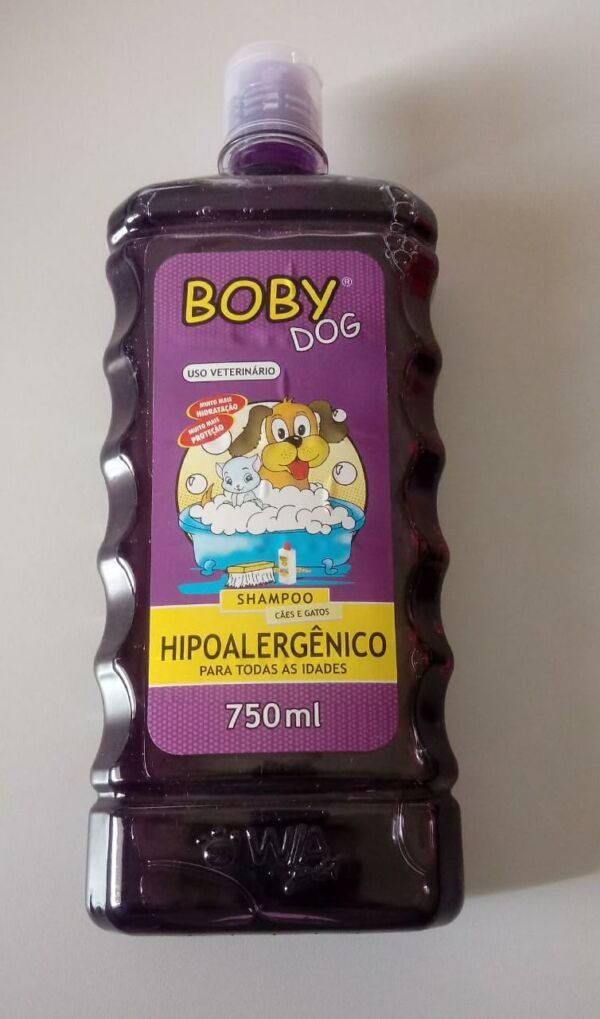 BOBY®
DOG
USO VETERINÁRIO
MUITO MAIS
HIDRATAÇÃO
MUITO MAIS
PROTEÇÃO
SHAMPOO
CÃES E GATOS
HIPOALERGÊNICO
PARA TODAS AS IDADES
750ml